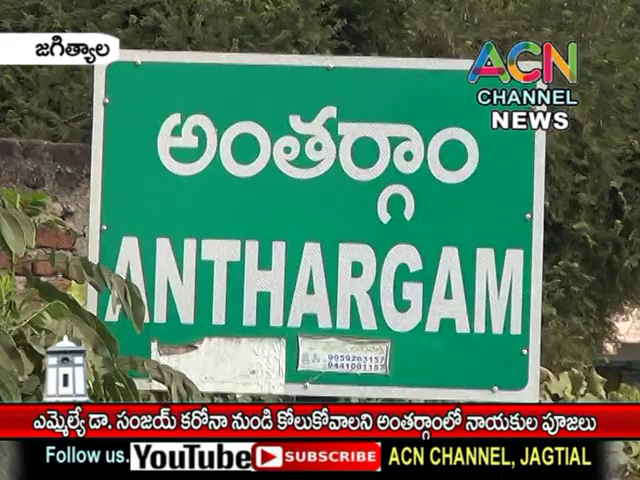 జగిత్యాల
ACN
CHANNEL
NEWS
అంతర్గాం
ANTHARGAM
9059263157
9441081182
ఎమ్మెల్యే డా. సంజయ్ కరోనా నుండి కోలుకోవాలని అంతర్గాంలో నాయకుల పూజలు
Follow us. YouTube SUBSCRIBE ACN CHANNEL, JAGTIAL